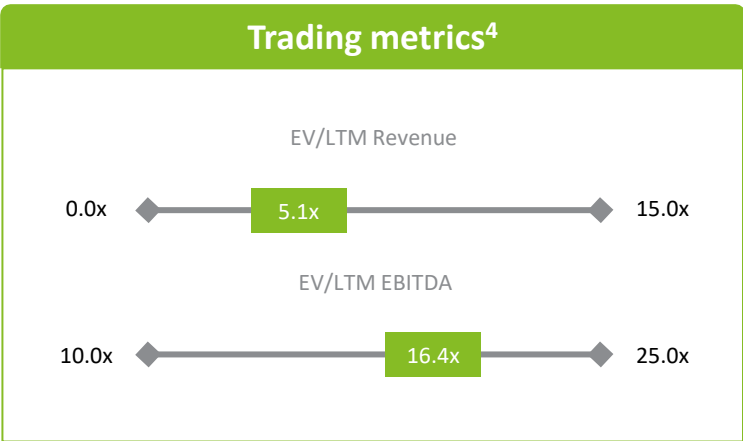 Trading metrics4
EV/LTM Revenue
0.0x 5.1x 15.0x
EV/LTM EBITDA
10.0x 16.4x 25.0x